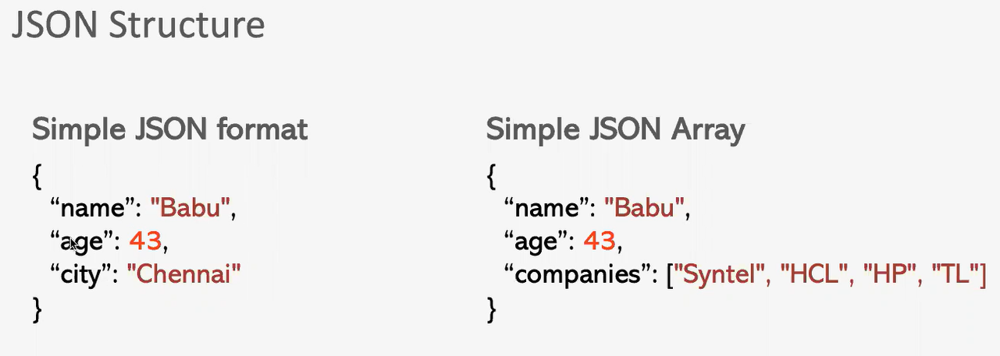 JSON Structure
Simple JSON format
{
“name”: "Babu",
“age”: 43,
“city”: "Chennai"
}
Simple JSON Array
{
“name”: "Babu",
“age”: 43,
“companies”: ["Syntel", "HCL", "HP", "TL"]
}